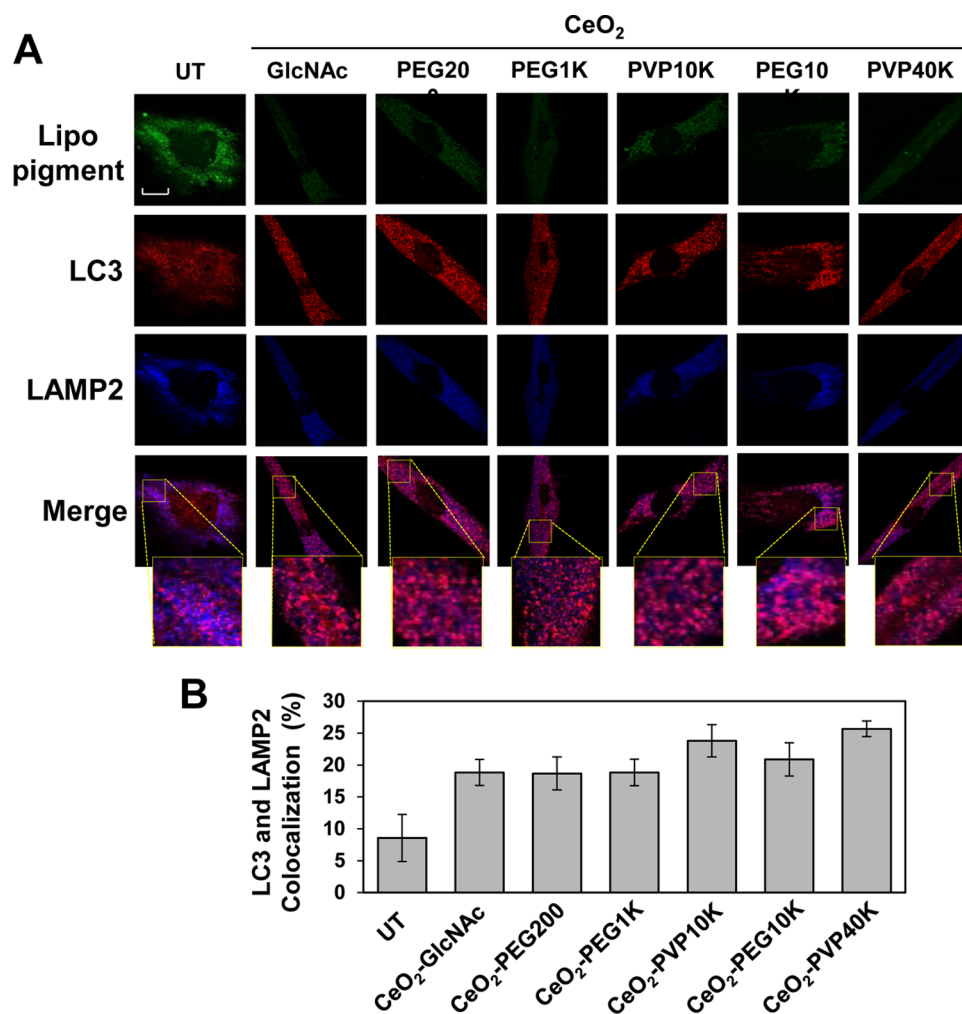 A
CeO₂
UT
GlcNAc
PEG20
0
PEG1K
PVP10K
PEG10
K
PVP40K
Lipo
pigment
LC3
LAMP2
Merge
B
LC3 and LAMP2
Colocalization (%)
30
25
20
15
10
5
0
UT
CeO₂-GlcNAc
CeO₂-PEG200
CeO₂-PEG1K
CeO₂-PVP10K
CeO₂-PEG10K
CeO₂-PVP40K